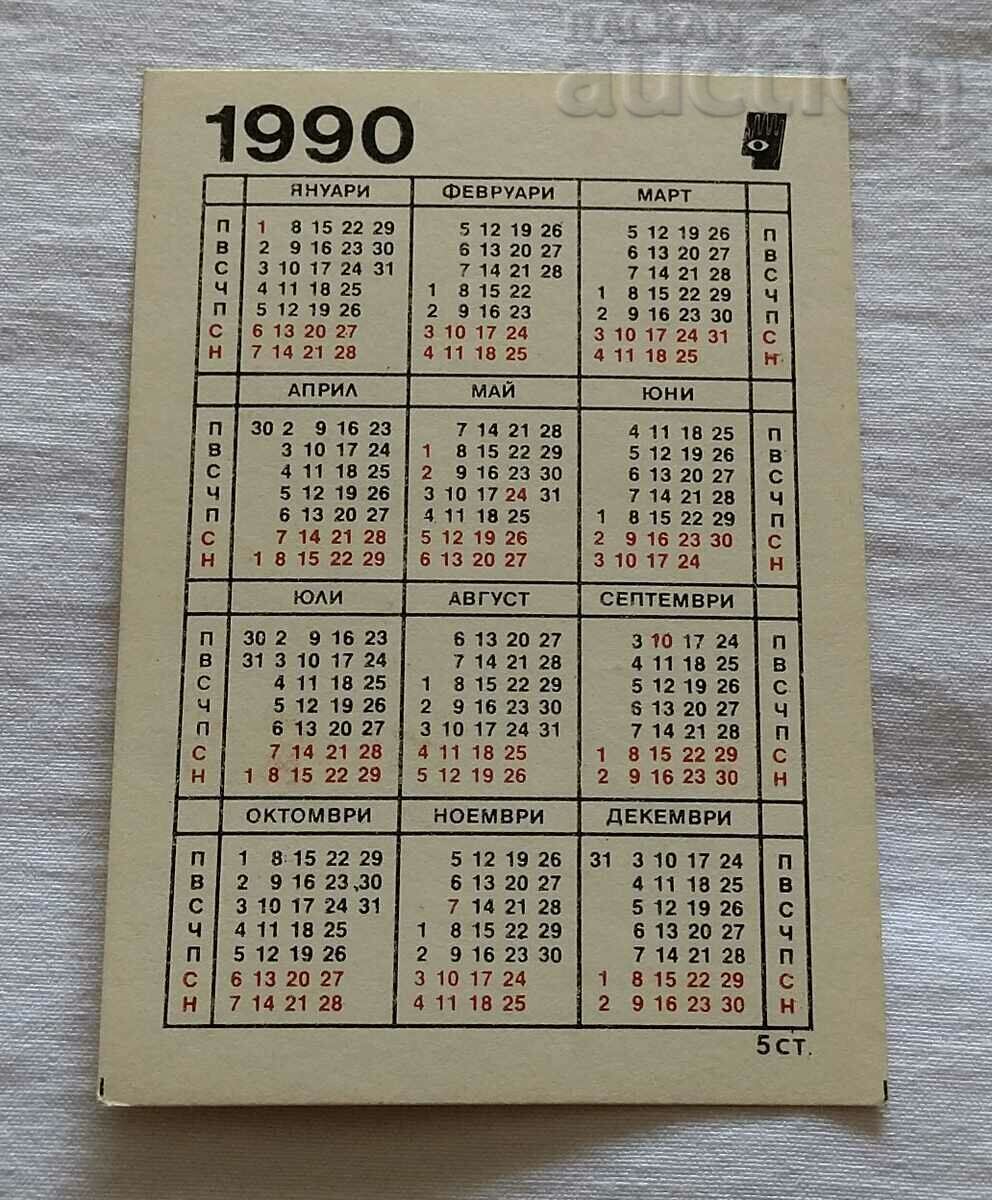 BALKAN
auction
1990
ЯНУАРИ ФЕВРУАРИ МАРТ
П 1 8 15 22 29 5 12 19 26 5 12 19 26 П
В 2 9 16 23 30 6 13 20 27 6 13 20 27 В
С 3 10 17 24 31 7 14 21 28 7 14 21 28 С
Ч 4 11 18 25 1 8 15 22 1 8 15 22 29 Ч
П 5 12 19 26 2 9 16 23 2 9 16 23 30 П
С 6 13 20 27 3 10 17 24 3 10 17 24 31 С
Н 7 14 21 28 4 11 18 25 4 11 18 25 Н
АПРИЛ МАЙ ЮНИ
П 30 2 9 16 23 7 14 21 28 4 11 18 25 П
В 3 10 17 24 1 8 15 22 29 5 12 19 26 В
С 4 11 18 25 2 9 16 23 30 6 13 20 27 С
Ч 5 12 19 26 3 10 17 24 31 7 14 21 28 Ч
П 6 13 20 27 4 11 18 25 1 8 15 22 29 П
С 7 14 21 28 5 12 19 26 2 9 16 23 30 С
Н 1 8 15 22 29 6 13 20 27 3 10 17 24 Н
ЮЛИ АВГУСТ СЕПТЕМВРИ
П 30 2 9 16 23 6 13 20 27 3 10 17 24 П
В 31 3 10 17 24 7 14 21 28 4 11 18 25 В
С 4 11 18 25 1 8 15 22 29 5 12 19 26 С
Ч 5 12 19 26 2 9 16 23 30 6 13 20 27 Ч
П 6 13 20 27 3 10 17 24 31 7 14 21 28 П
С 7 14 21 28 4 11 18 25 1 8 15 22 29 С
Н 1 8 15 22 29 5 12 19 26 2 9 16 23 30 Н
ОКТОМВРИ НОЕМВРИ ДЕКЕМВРИ
П 1 8 15 22 29 5 12 19 26 31 3 10 17 24 П
В 2 9 16 23 30 6 13 20 27 4 11 18 25 В
С 3 10 17 24 31 7 14 21 28 5 12 19 26 С
Ч 4 11 18 25 1 8 15 22 29 6 13 20 27 Ч
П 5 12 19 26 2 9 16 23 30 7 14 21 28 П
С 6 13 20 27 3 10 17 24 1 8 15 22 29 С
Н 7 14 21 28 4 11 18 25 2 9 16 23 30 Н
5 СТ.